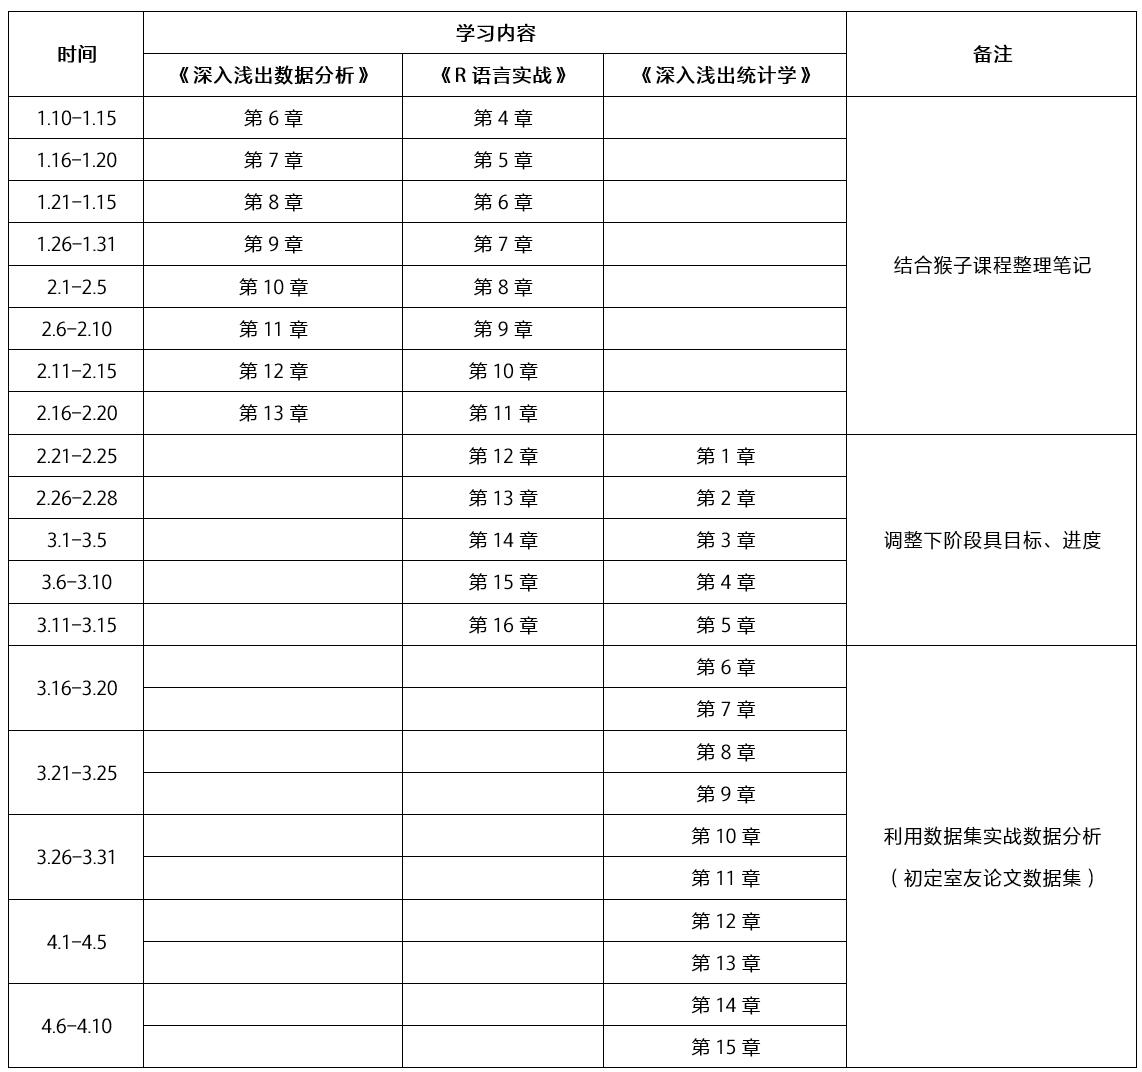 时间 学习内容 备注
《深入浅出数据分析》 《R 语言实战》 《深入浅出统计学》
1.10-1.15 第 6 章 第 4 章
1.16-1.20 第 7 章 第 5 章
1.21-1.15 第 8 章 第 6 章
1.26-1.31 第 9 章 第 7 章
结合猴子课程整理笔记
2.1-2.5 第 10 章 第 8 章
2.6-2.10 第 11 章 第 9 章
2.11-2.15 第 12 章 第 10 章
2.16-2.20 第 13 章 第 11 章
2.21-2.25 第 12 章 第 1 章
2.26-2.28 第 13 章 第 2 章
3.1-3.5 第 14 章 第 3 章 调整下阶段具目标、进度
3.6-3.10 第 15 章 第 4 章
3.11-3.15 第 16 章 第 5 章
3.16-3.20 第 6 章
第 7 章
3.21-3.25 第 8 章
第 9 章
3.26-3.31 第 10 章 利用数据集实战数据分析
第 11 章 （初定室友论文数据集）
4.1-4.5 第 12 章
第 13 章
4.6-4.10 第 14 章
第 15 章